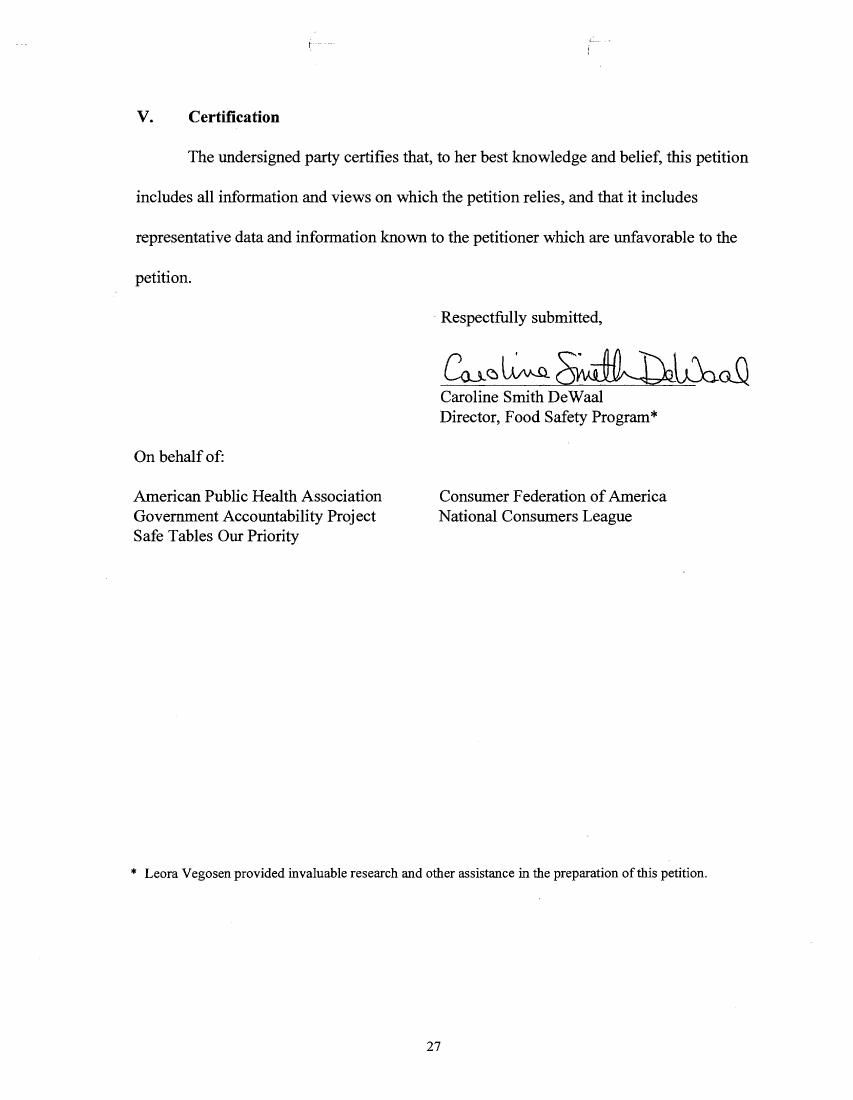 V. Certification
The undersigned party certifies that, to her best knowledge and belief, this petition
includes all information and views on which the petition relies, and that it includes
representative data and information known to the petitioner which are unfavorable to the
petition.
Respectfully submitted,
Caroline Smith DeWaal
Caroline Smith DeWaal
Director, Food Safety Program*
On behalf of:
American Public Health Association Consumer Federation of America
Government Accountability Project National Consumers League
Safe Tables Our Priority
* Leora Vegosen provided invaluable research and other assistance in the preparation of this petition.
27